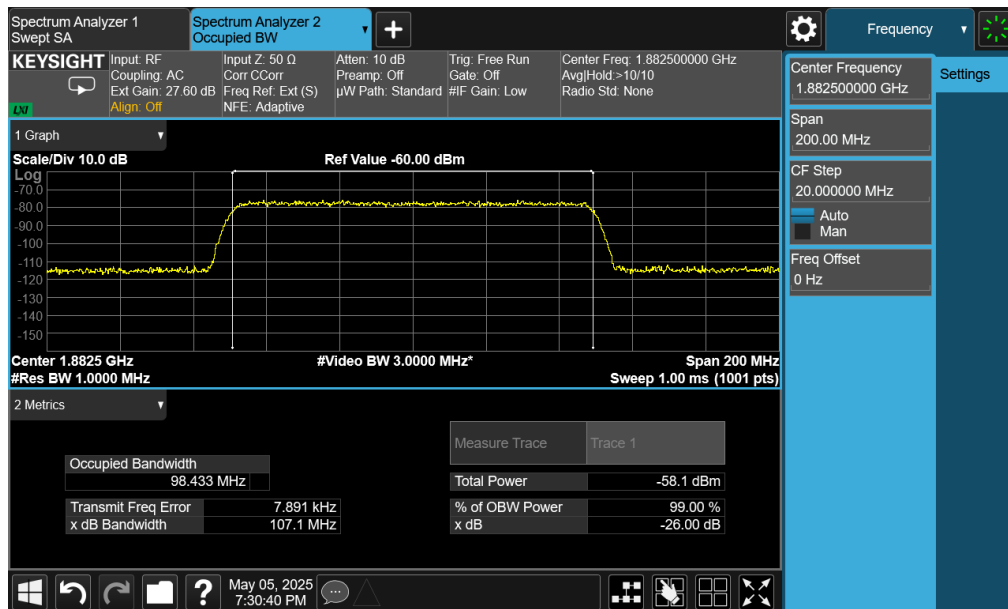 Spectrum Analyzer 1
Swept SA
Spectrum Analyzer 2
Occupied BW
Frequency
KEYSIGHT
LXI
Input: RF
Coupling: AC
Ext Gain: 27.60 dB
Align: Off
Input Z: 50 Ω
Corr CCorr
Freq Ref: Ext (S)
NFE: Adaptive
Atten: 10 dB
Preamp: Off
µW Path: Standard
Trig: Free Run
Gate: Off
#IF Gain: Low
Center Freq: 1.882500000 GHz
Avg|Hold:>10/10
Radio Std: None
Center Frequency
1.882500000 GHz
Settings
Span
200.00 MHz
CF Step
20.000000 MHz
Auto
Man
Freq Offset
0 Hz
1 Graph
Scale/Div 10.0 dB
Ref Value -60.00 dBm
Log
-70.0
-80.0
-90.0
-100
-110
-120
-130
-140
-150
Center 1.8825 GHz
#Video BW 3.0000 MHz*
Span 200 MHz
#Res BW 1.0000 MHz
Sweep 1.00 ms (1001 pts)
2 Metrics
Measure Trace
Trace 1
Occupied Bandwidth
98.433 MHz
Total Power
-58.1 dBm
Transmit Freq Error
7.891 kHz
% of OBW Power
99.00 %
x dB Bandwidth
107.1 MHz
x dB
-26.00 dB
?
May 05, 2025
7:30:40 PM